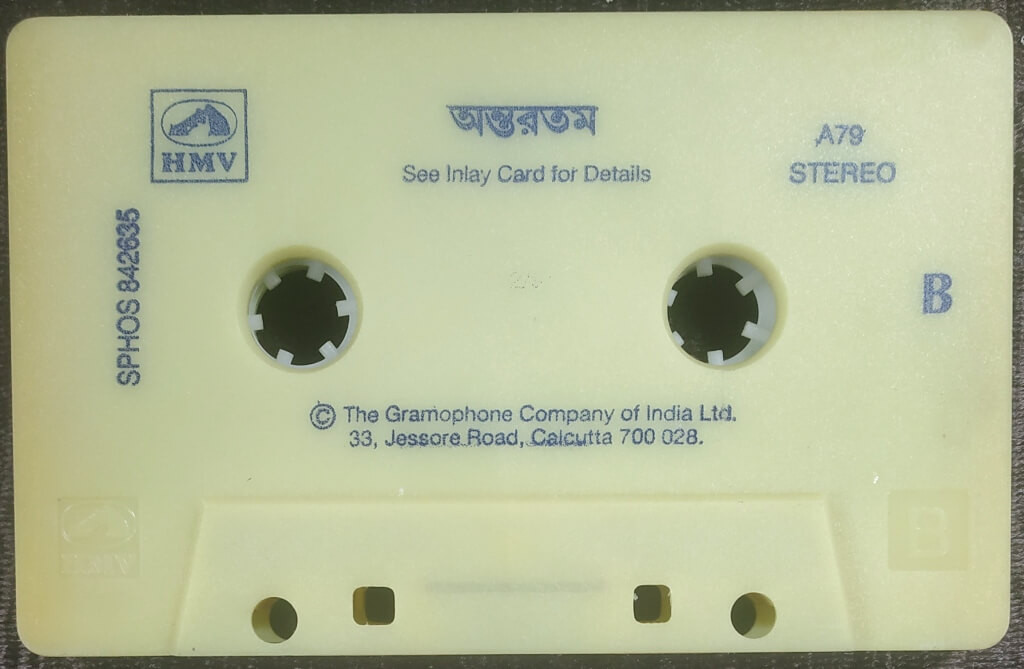 HMV
অন্তরতম
See Inlay Card for Details
A79
STEREO
SPHOS 842635
B
© The Gramophone Company of India Ltd.
33, Jessore Road, Calcutta 700 028.
HMV
B